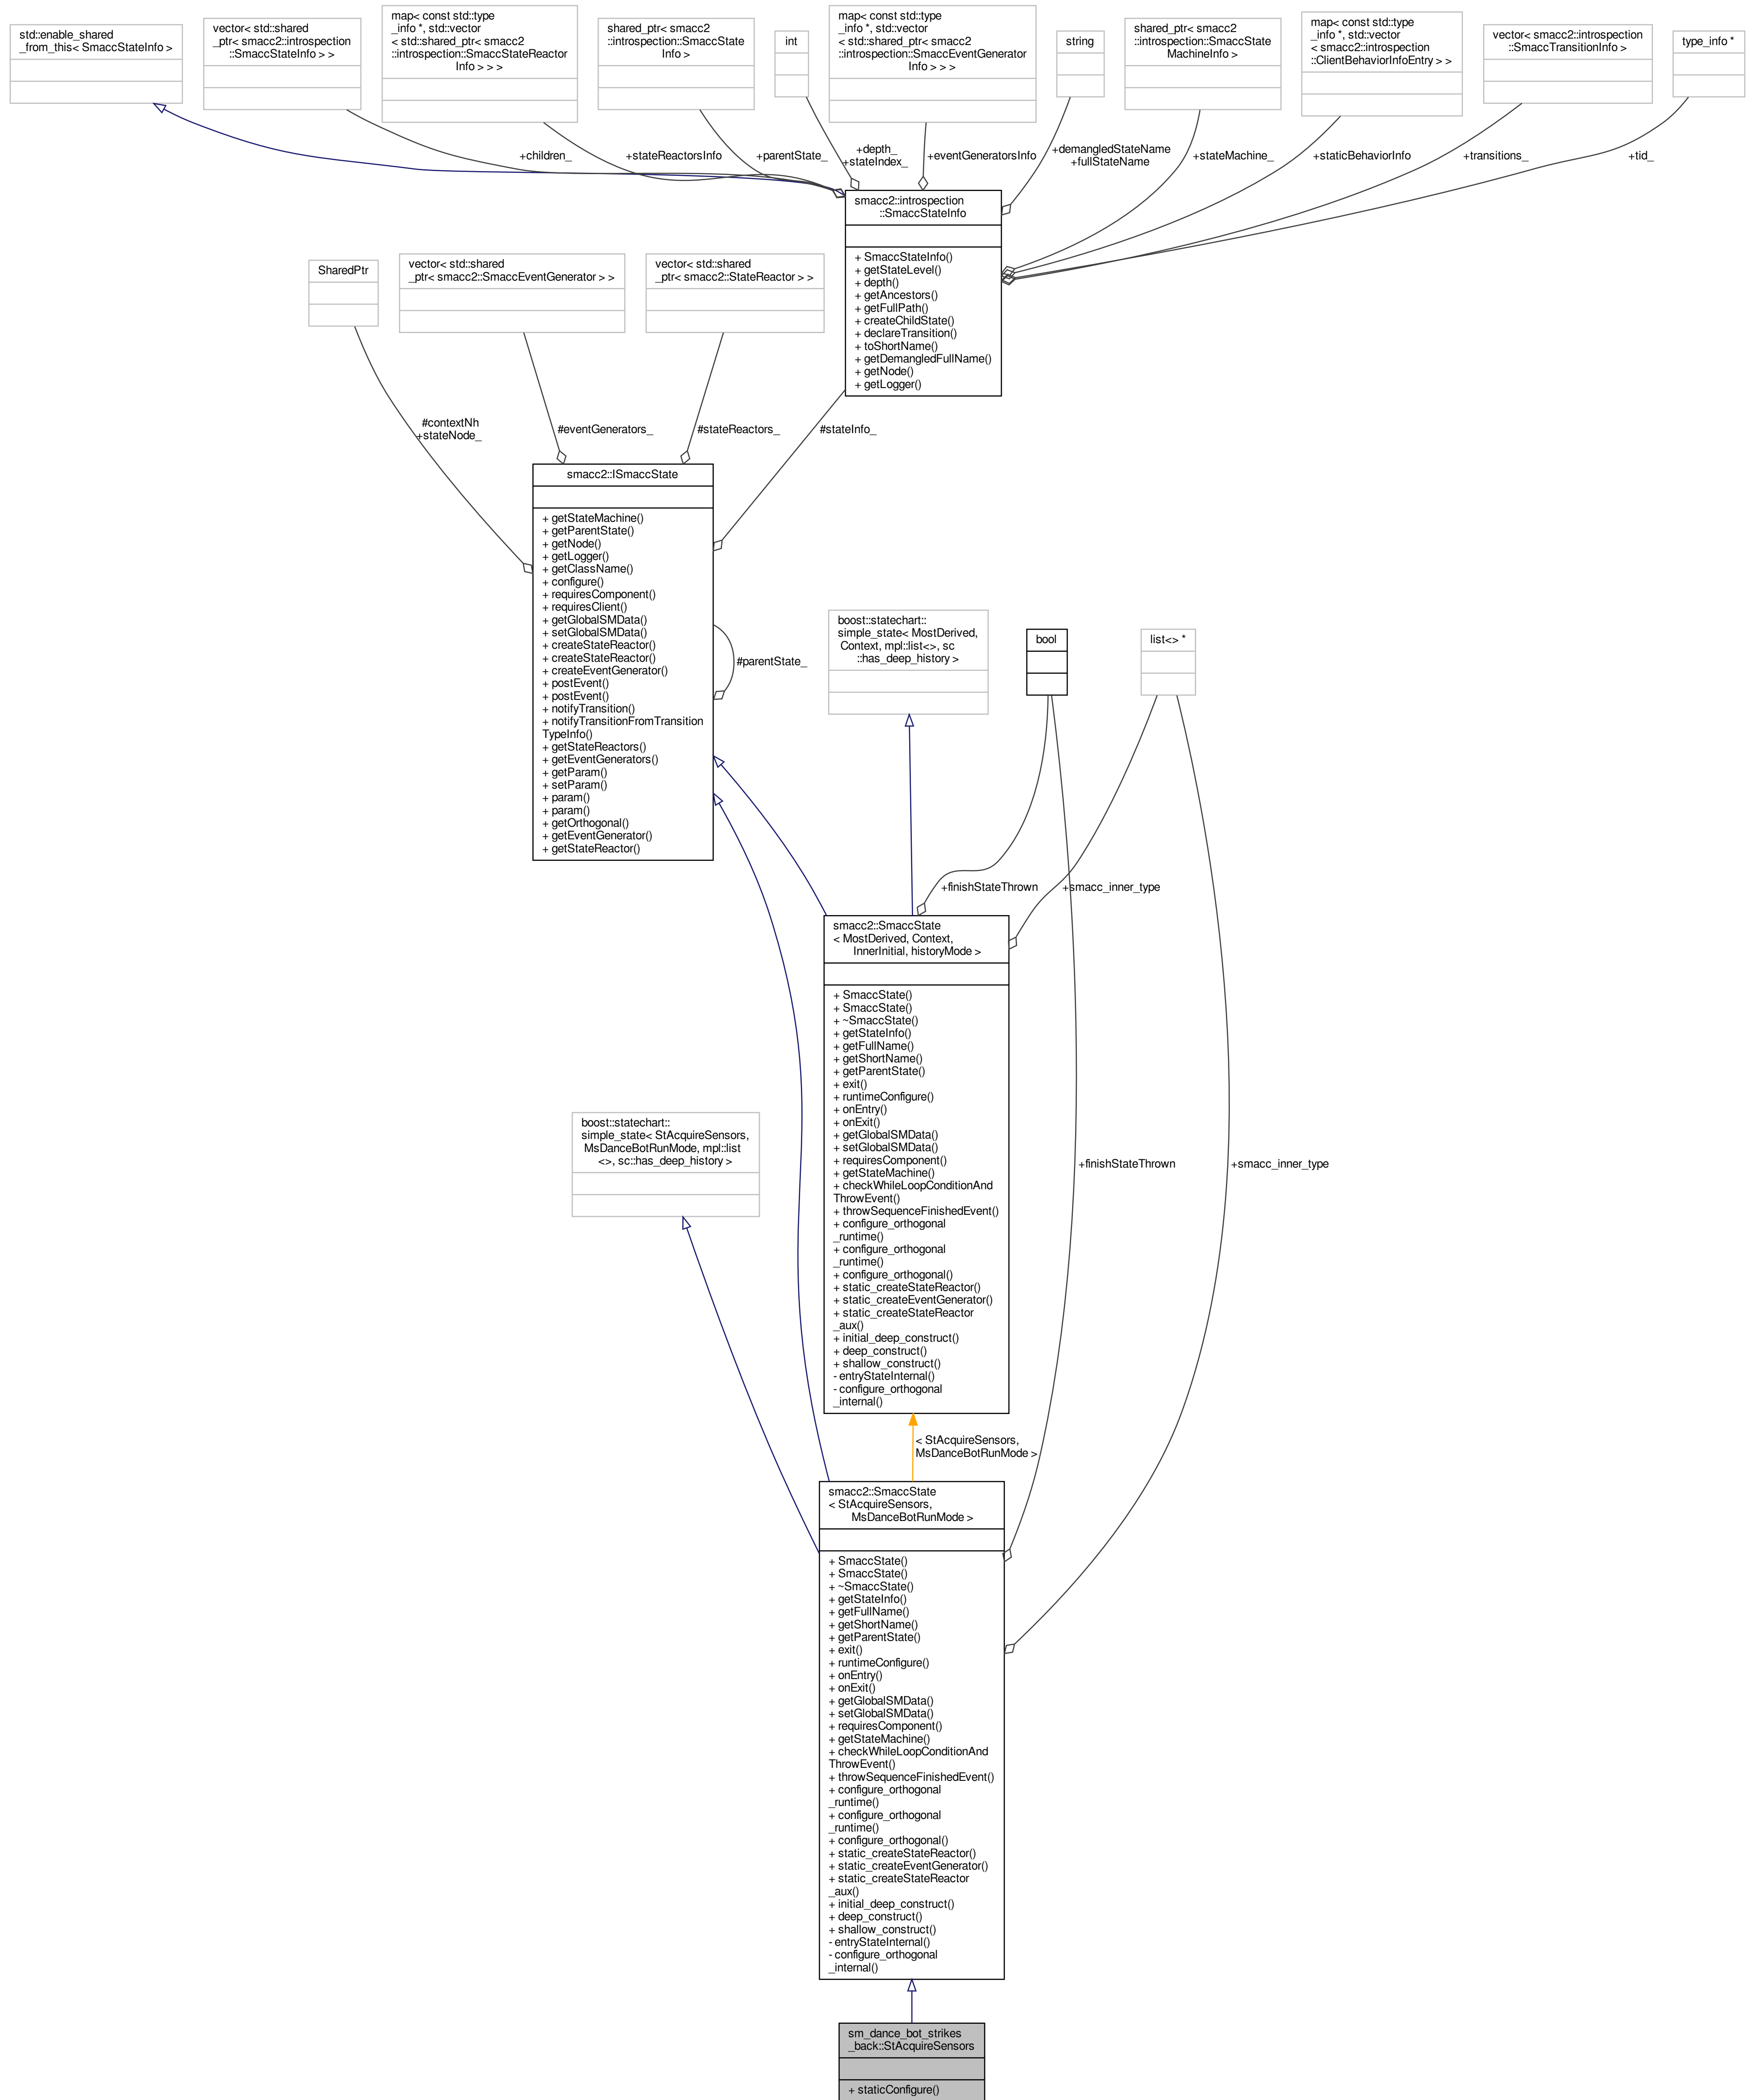 std::enable_shared
_from_this< SmaccStateInfo >
vector< std::shared
_ptr< smacc2::introspection
::SmaccStateInfo > >
map< const std::type
_info *, std::vector
< std::shared_ptr< smacc2
::introspection::SmaccStateReactor
Info > > >
shared_ptr< smacc2
::introspection::SmaccState
Info >
int
map< const std::type
_info *, std::vector
< std::shared_ptr< smacc2
::introspection::SmaccEventGenerator
Info > > >
string
shared_ptr< smacc2
::introspection::SmaccState
MachineInfo >
map< const std::type
_info *, std::vector
< smacc2::introspection
::ClientBehaviorInfoEntry > >
vector< smacc2::introspection
::SmaccTransitionInfo >
type_info *
+children_
+stateReactorsInfo
+parentState_
+depth_
+stateIndex_
+eventGeneratorsInfo
+demangledStateName
+fullStateName
+stateMachine_
+staticBehaviorInfo
+transitions_
+tid_
smacc2::introspection
::SmaccStateInfo
+ SmaccStateInfo()
+ getStateLevel()
+ depth()
+ getAncestors()
+ getFullPath()
+ createChildState()
+ declareTransition()
+ toShortName()
+ getDemangledFullName()
+ getNode()
+ getLogger()
SharedPtr
vector< std::shared
_ptr< smacc2::SmaccEventGenerator > >
vector< std::shared
_ptr< smacc2::StateReactor > >
#contextNh
+stateNode_
#eventGenerators_
#stateReactors_
#stateInfo_
smacc2::ISmaccState
+ getStateMachine()
+ getParentState()
+ getNode()
+ getLogger()
+ getClassName()
+ configure()
+ requiresComponent()
+ requiresClient()
+ getGlobalSMData()
+ setGlobalSMData()
+ createStateReactor()
+ createStateReactor()
+ createEventGenerator()
+ postEvent()
+ postEvent()
+ notifyTransition()
+ notifyTransitionFromTransition
TypeInfo()
+ getStateReactors()
+ getEventGenerators()
+ getParam()
+ setParam()
+ param()
+ param()
+ getOrthogonal()
+ getEventGenerator()
+ getStateReactor()
#parentState_
boost::statechart::
simple_state< MostDerived,
Context, mpl::list<>, sc
::has_deep_history >
bool
list<> *
+finishStateThrown
+smacc_inner_type
smacc2::SmaccState
< MostDerived, Context,
InnerInitial, historyMode >
+ SmaccState()
+ SmaccState()
+ ~SmaccState()
+ getStateInfo()
+ getFullName()
+ getShortName()
+ getParentState()
+ exit()
+ runtimeConfigure()
+ onEntry()
+ onExit()
+ getGlobalSMData()
+ setGlobalSMData()
+ requiresComponent()
+ getStateMachine()
+ checkWhileLoopConditionAnd
ThrowEvent()
+ throwSequenceFinishedEvent()
+ configure_orthogonal
_runtime()
+ configure_orthogonal
_runtime()
+ configure_orthogonal()
+ static_createStateReactor()
+ static_createEventGenerator()
+ static_createStateReactor
_aux()
+ initial_deep_construct()
+ deep_construct()
+ shallow_construct()
- entryStateInternal()
- configure_orthogonal
_internal()
boost::statechart::
simple_state< StAcquireSensors,
MsDanceBotRunMode, mpl::list
<>, sc::has_deep_history >
+finishStateThrown
+smacc_inner_type
< StAcquireSensors,
MsDanceBotRunMode >
smacc2::SmaccState
< StAcquireSensors,
MsDanceBotRunMode >
+ SmaccState()
+ SmaccState()
+ ~SmaccState()
+ getStateInfo()
+ getFullName()
+ getShortName()
+ getParentState()
+ exit()
+ runtimeConfigure()
+ onEntry()
+ onExit()
+ getGlobalSMData()
+ setGlobalSMData()
+ requiresComponent()
+ getStateMachine()
+ checkWhileLoopConditionAnd
ThrowEvent()
+ throwSequenceFinishedEvent()
+ configure_orthogonal
_runtime()
+ configure_orthogonal
_runtime()
+ configure_orthogonal()
+ static_createStateReactor()
+ static_createEventGenerator()
+ static_createStateReactor
_aux()
+ initial_deep_construct()
+ deep_construct()
+ shallow_construct()
- entryStateInternal()
- configure_orthogonal
_internal()
sm_dance_bot_strikes
_back::StAcquireSensors
+ staticConfigure()